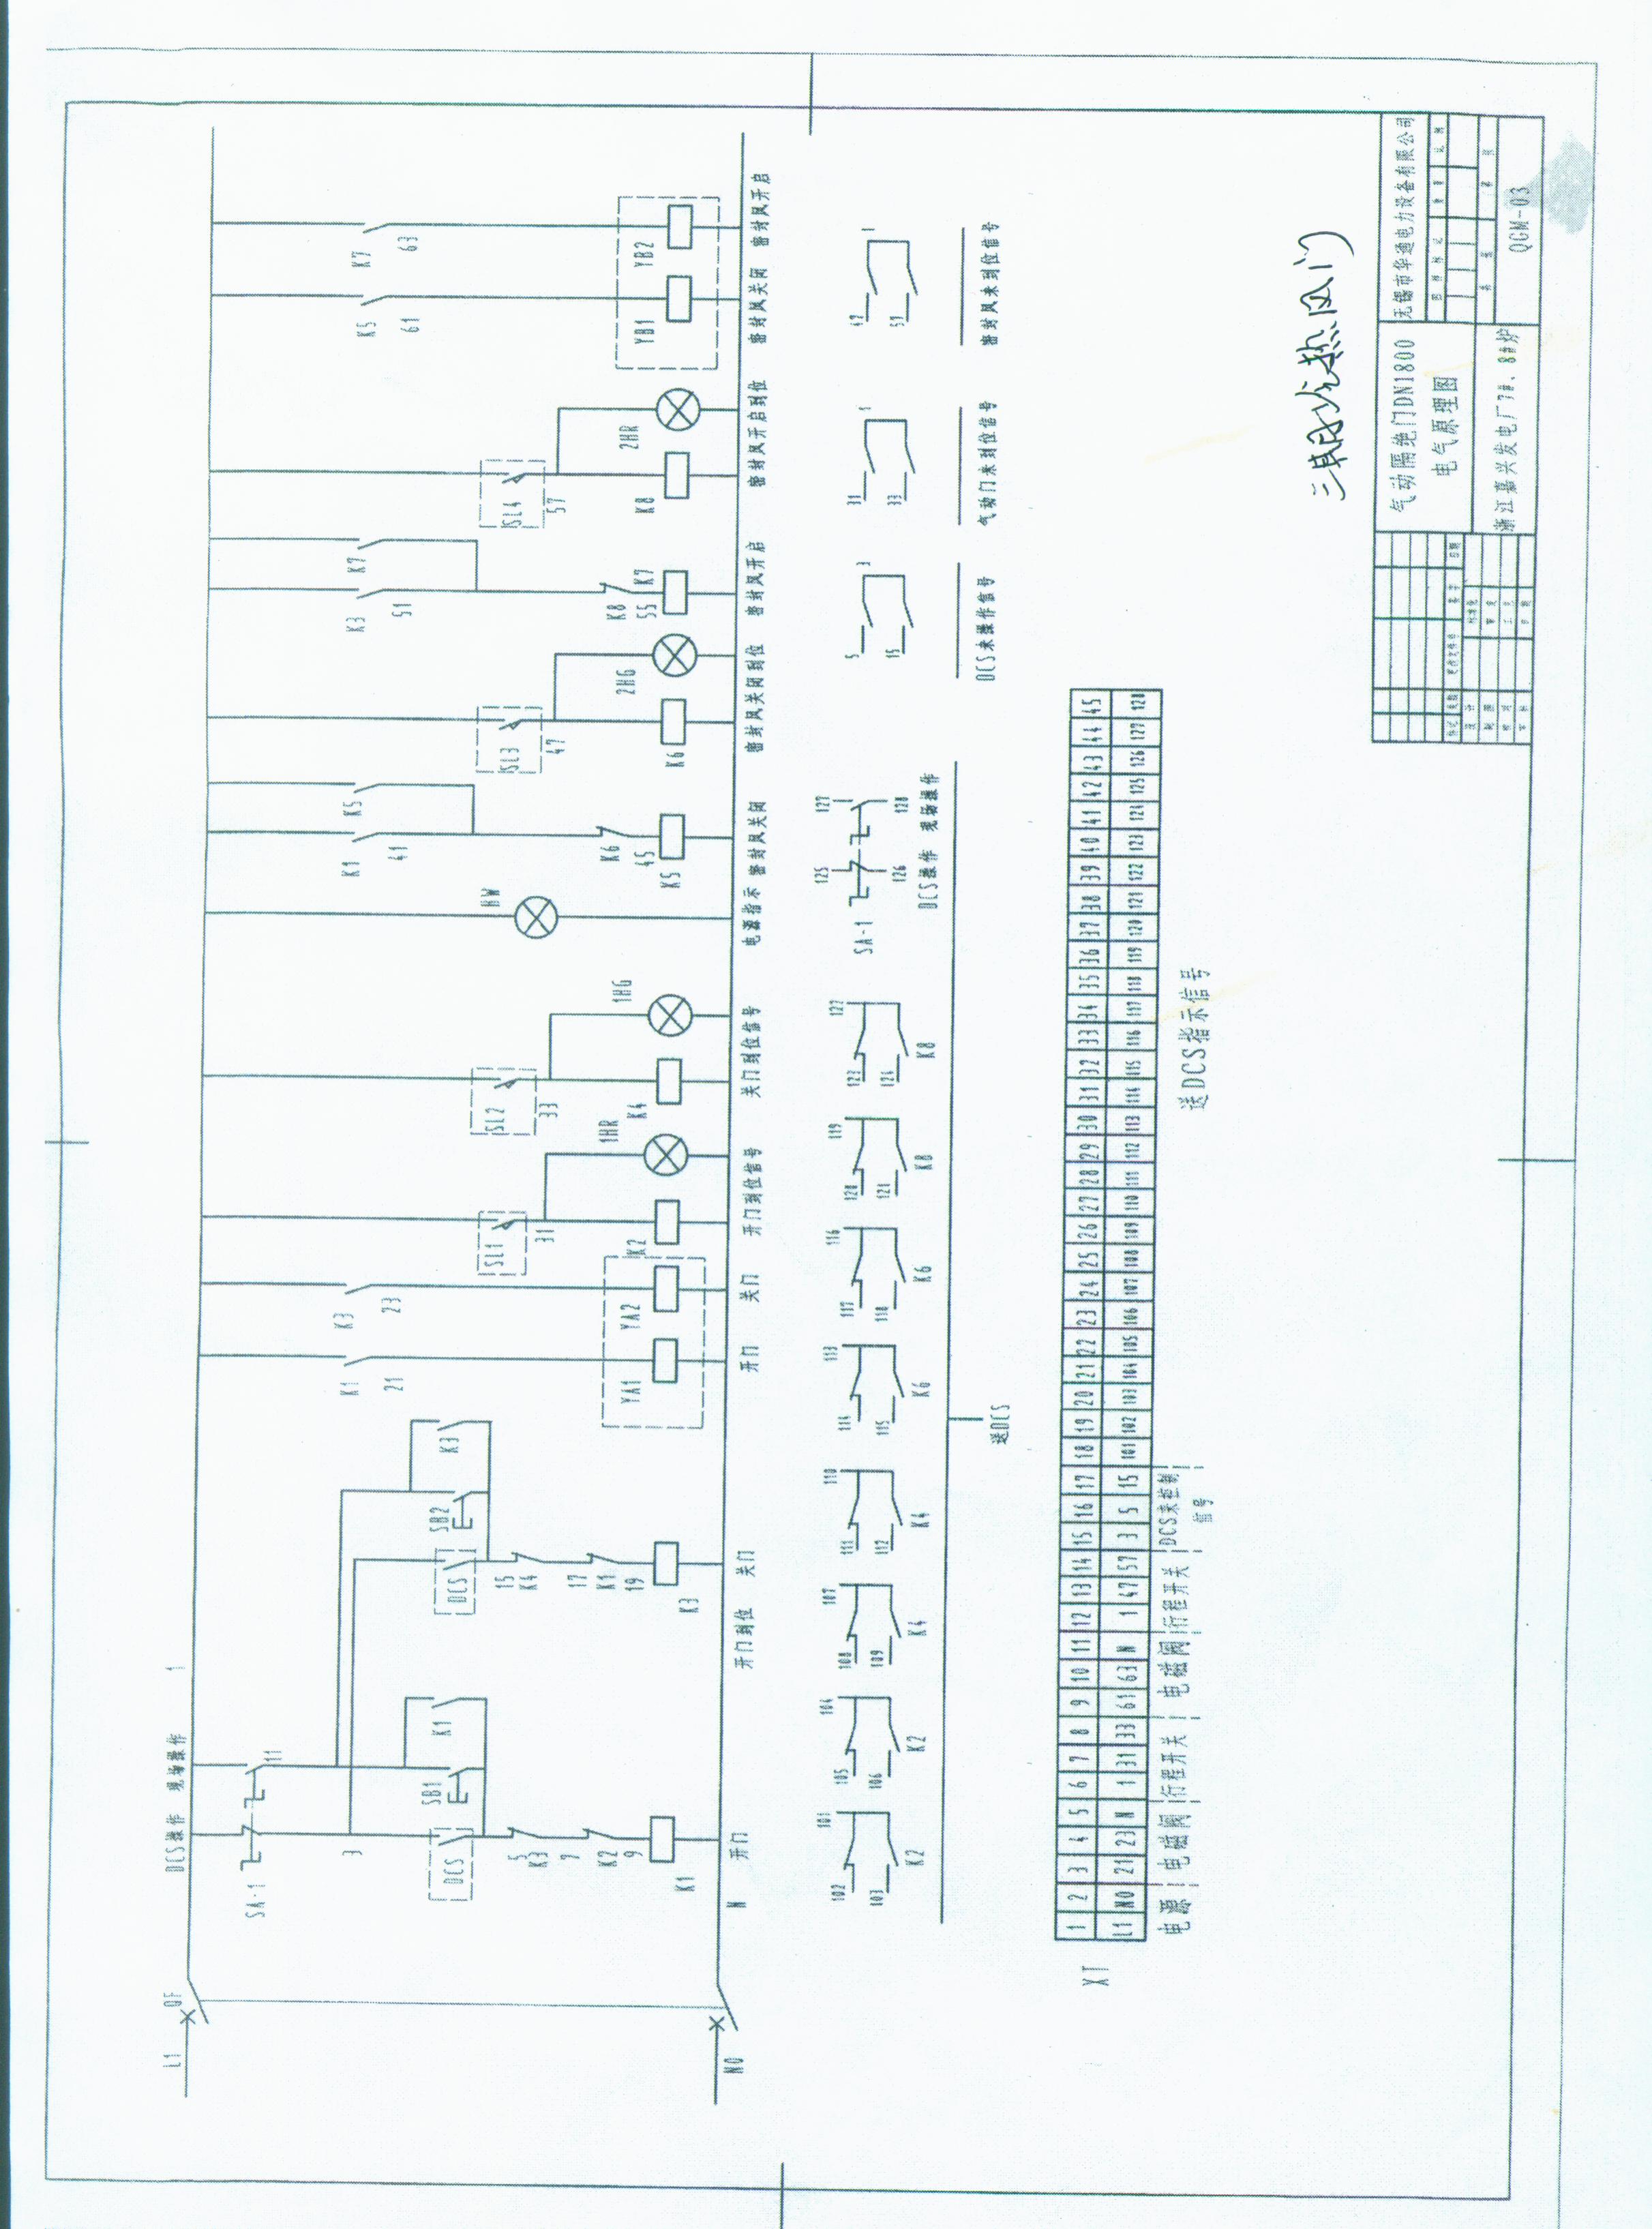 L1
QF
N0
N
1
DCS操作 现场操作
SA-1
11
3
DCS
SB1
K1
5
K3
7
K2
9
K1
开门
开门到位
DCS
SB2
K3
15
K4
17
K1
19
K3
关门
K1
21
YA1
开门
K3
23
YA2
关门
SL1
31
K2
1HR
开门到位信号
SL2
33
K4
1HG
关门到位信号
HW
电源指示
K1
K5
41
K6
45
K5
密封风关闭
SL3
47
K6
2HG
密封风关闭到位
K3
K7
51
K8
55
K7
密封风开启
SL4
57
K8
2HR
密封风开启到位
K5
61
YB1
密封风关闭
K7
63
YB2
密封风开启
101
102
103
K2
104
105
106
K2
107
108
109
K4
110
111
112
K4
113
114
115
K6
116
117
118
K6
119
120
121
K8
122
123
124
K8
SA-1
125
126
127
128
DCS操作 现场操作
送DCS
3
5
15
DCS来操作信号
1
31
33
气动门来到位信号
1
47
57
密封风来到位信号
XT
1 2 3 4 5 6 7 8 9 10 11 12 13 14 15 16 17 18 19 20 21 22 23 24 25 26 27 28 29 30 31 32 33 34 35 36 37 38 39 40 41 42 43 44 45
L1 N0 21 23 N 1 31 33 61 63 N 1 47 57 3 5 15 101 102 103 104 105 106 107 108 109 110 111 112 113 114 115 116 117 118 119 120 121 122 123 124 125 126 127 128
电源 电磁阀 行程开关 电磁阀 行程开关 DCS来控制
信号
送DCS指示信号
气动隔绝门DN1800
电气原理图
浙江嘉兴发电厂7#、8#炉
无锡市华通电力设备有限公司
QGM-03